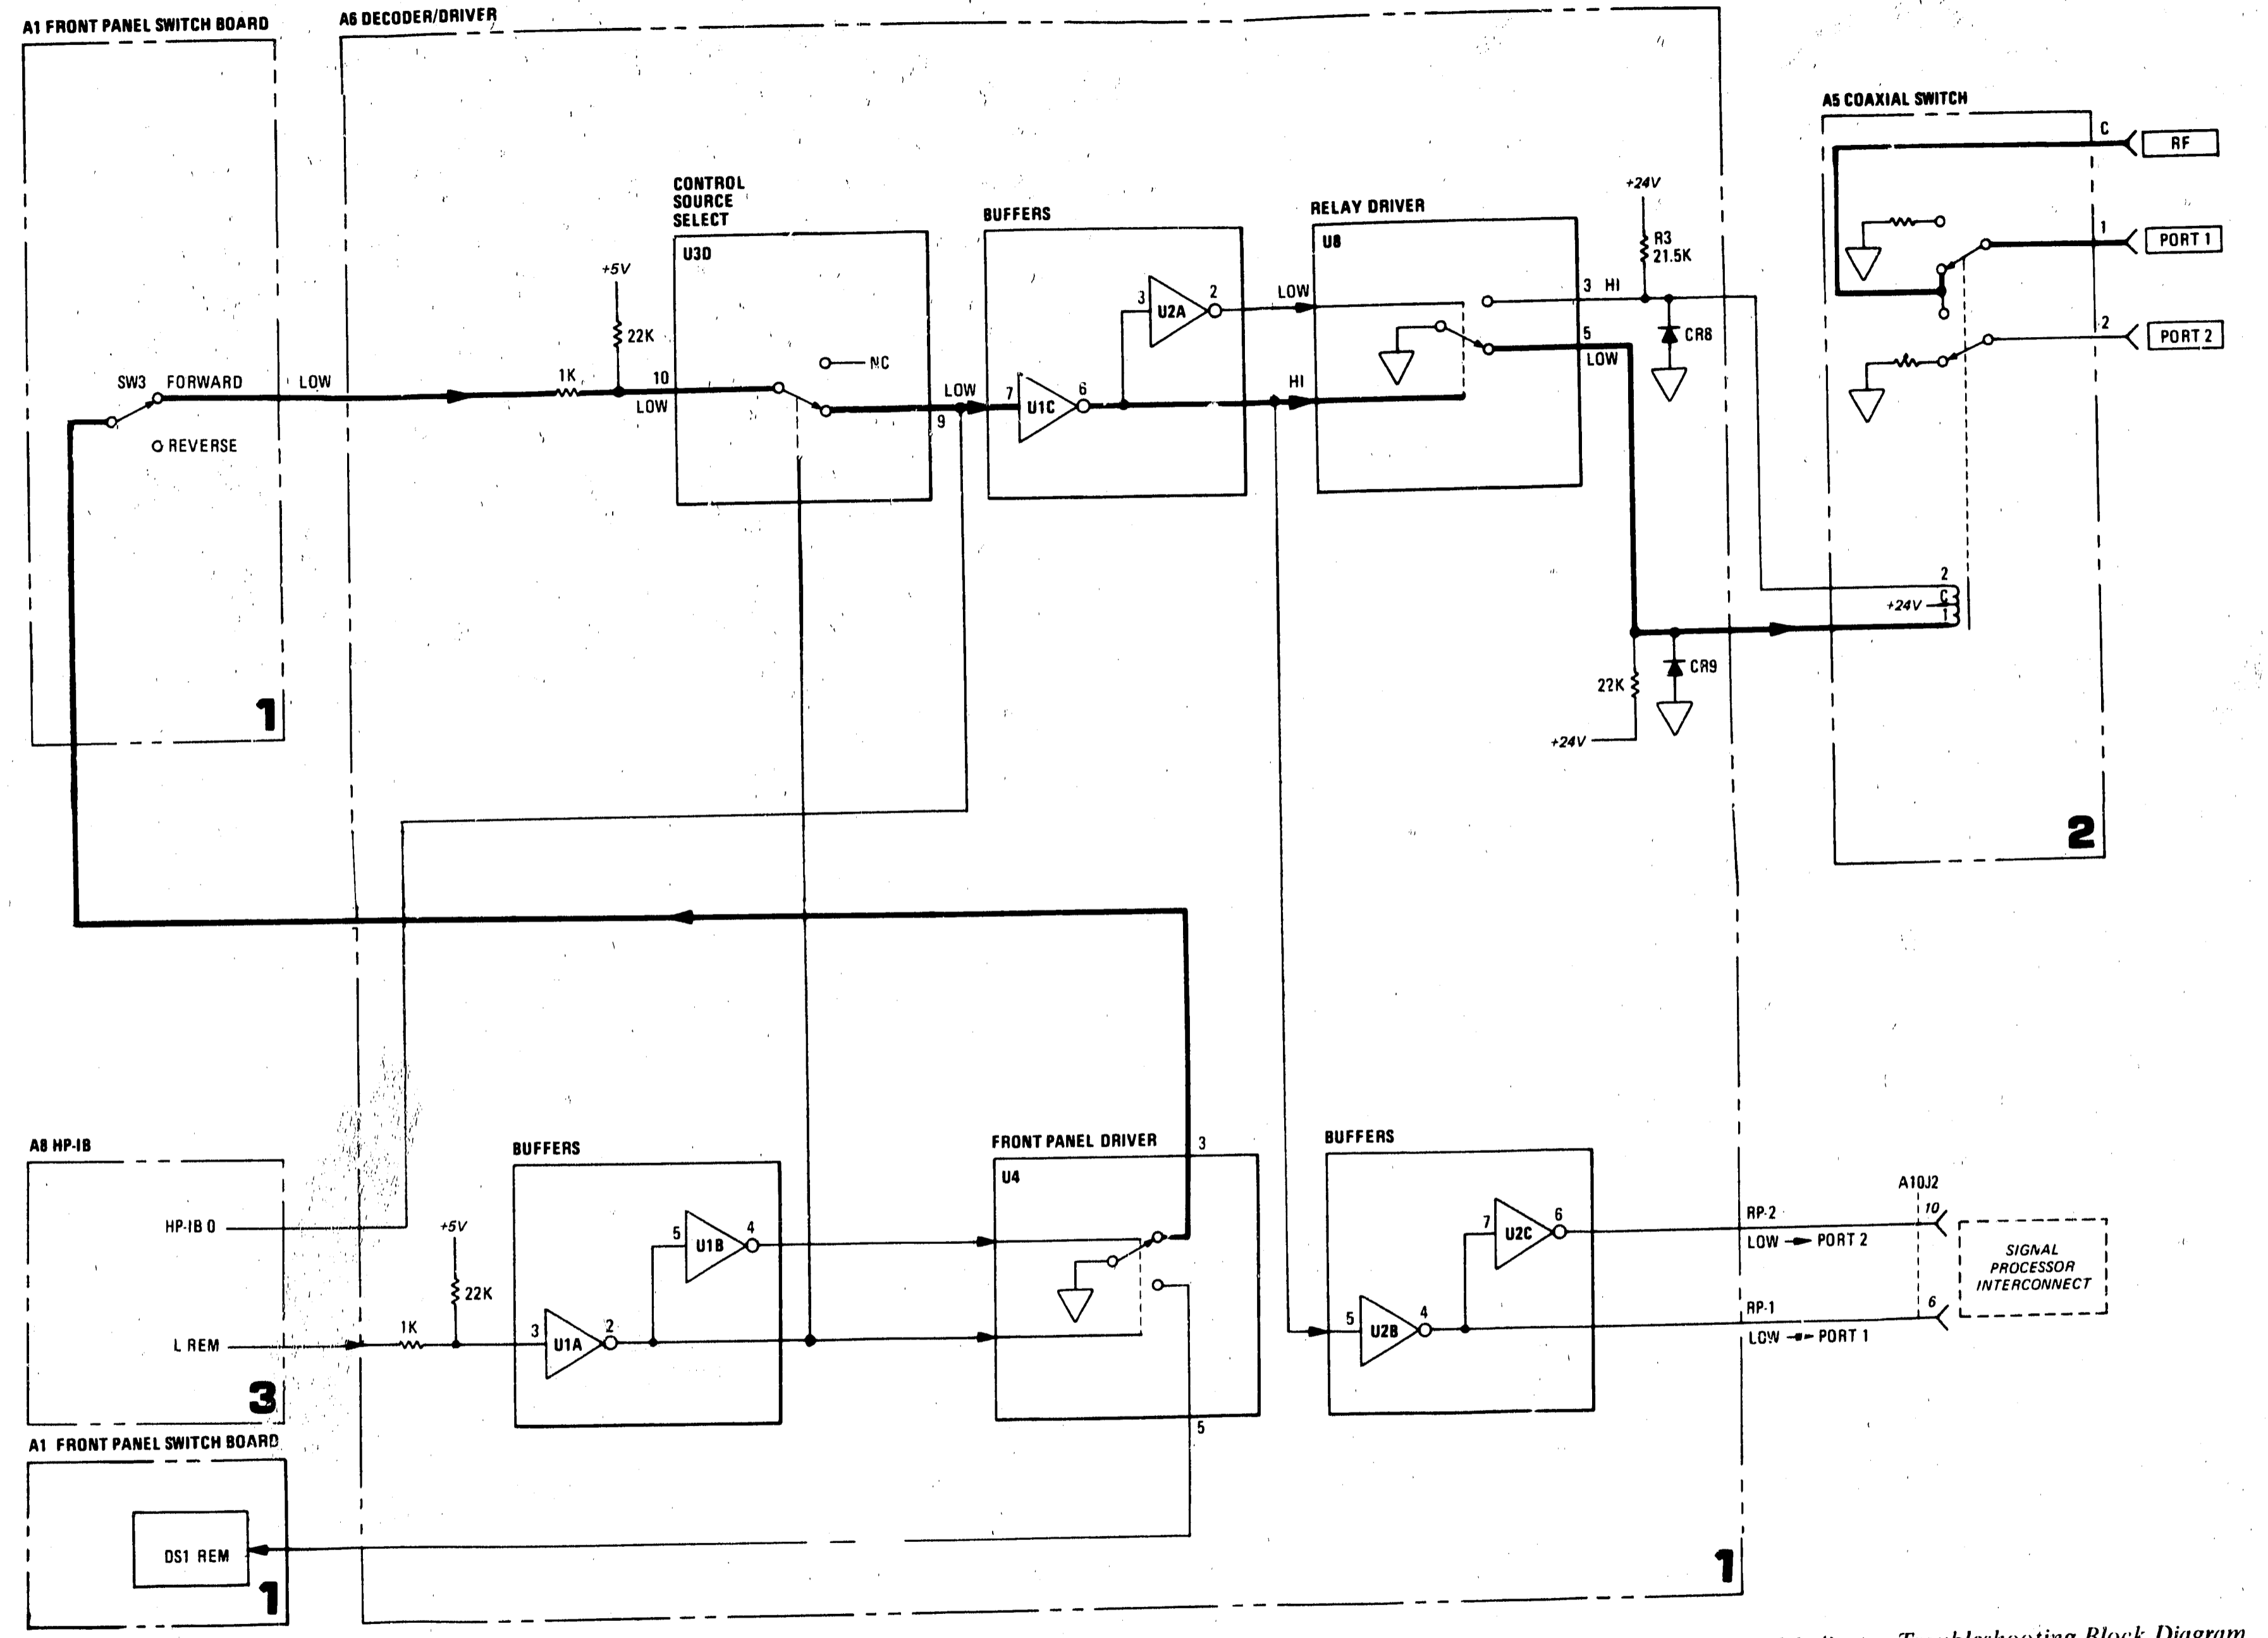 A1 FRONT PANEL SWITCH BOARD
A6 DECODER/DRIVER
A5 COAXIAL SWITCH
C
RF
1
PORT 1
2
PORT 2
CONTROL
SOURCE
SELECT
U3D
NC
BUFFERS
3
U2A
2
7
U1C
6
RELAY DRIVER
U8
LOW
HI
3 HI
5
LOW
+24V
R3
21.5K
CR8
+5V
22K
1K
10
LOW
LOW
9
SW3 FORWARD
LOW
REVERSE
1
2
C
+24V
1
CR9
22K
+24V
2
A8 HP-IB
HP-IB 0
L REM
3
+5V
22K
1K
BUFFERS
5
U1B
4
3
U1A
2
FRONT PANEL DRIVER
3
U4
5
BUFFERS
7
U2C
6
5
U2B
4
RP-2
LOW PORT 2
RP-1
LOW PORT 1
A10J2
10
6
SIGNAL
PROCESSOR
INTERCONNECT
A1 FRONT PANEL SWITCH BOARD
DS1 REM
1
1
Troubleshooting Block Diagram